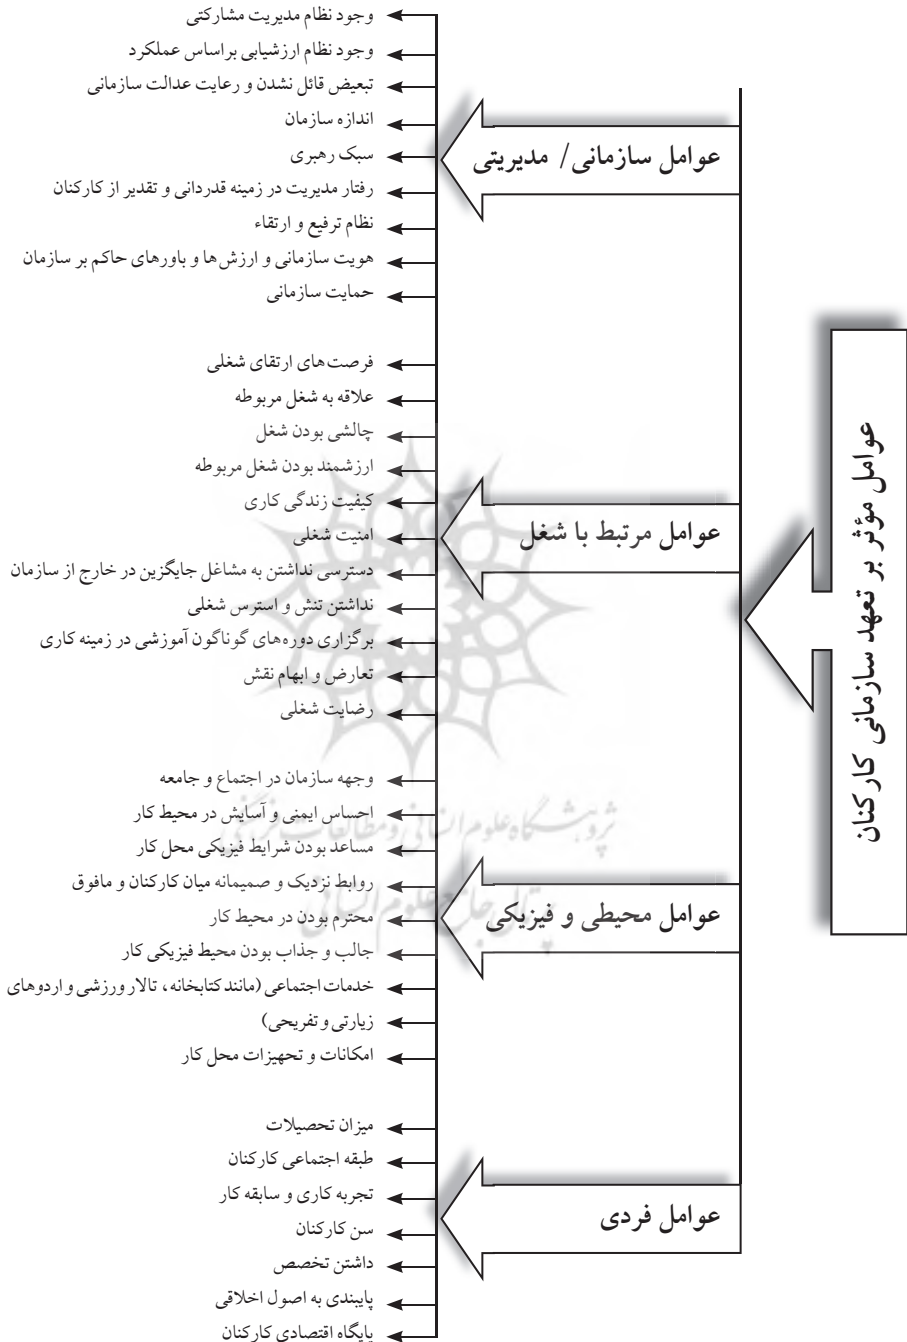 عوامل مؤثر بر تعهد سازمانی کارکنان
عوامل سازمانی/ مدیریتی
وجود نظام مدیریت مشارکتی
وجود نظام ارزشیابی براساس عملکرد
تبعیض قائل نشدن و رعایت عدالت سازمانی
اندازه سازمان
سبک رهبری
رفتار مدیریت در زمینه قدردانی و تقدیر از کارکنان
نظام ترفیع و ارتقاء
هویت سازمانی و ارزش‌ها و باورهای حاکم بر سازمان
حمایت سازمانی
عوامل مرتبط با شغل
فرصت‌های ارتقای شغلی
علاقه به شغل مربوطه
چالشی بودن شغل
ارزشمند بودن شغل مربوطه
کیفیت زندگی کاری
امنیت شغلی
دسترسی نداشتن به مشاغل جایگزین در خارج از سازمان
نداشتن تنش و استرس شغلی
برگزاری دوره‌های گوناگون آموزشی در زمینه کاری
تعارض و ابهام نقش
رضایت شغلی
عوامل محیطی و فیزیکی
وجهه سازمان در اجتماع و جامعه
احساس ایمنی و آسایش در محیط کار
مساعد بودن شرایط فیزیکی محل کار
روابط نزدیک و صمیمانه میان کارکنان و مافوق
محترم بودن در محیط کار
جالب و جذاب بودن محیط فیزیکی کار
خدمات اجتماعی (مانند کتابخانه، تالار ورزشی و اردوهای
زیارتی و تفریحی)
امکانات و تجهیزات محل کار
عوامل فردی
میزان تحصیلات
طبقه اجتماعی کارکنان
تجربه کاری و سابقه کار
سن کارکنان
داشتن تخصص
پایبندی به اصول اخلاقی
پایگاه اقتصادی کارکنان
پژوهشگاه علوم انسانی و مطالعات فرهنگی
پرتال جامع علوم انسانی